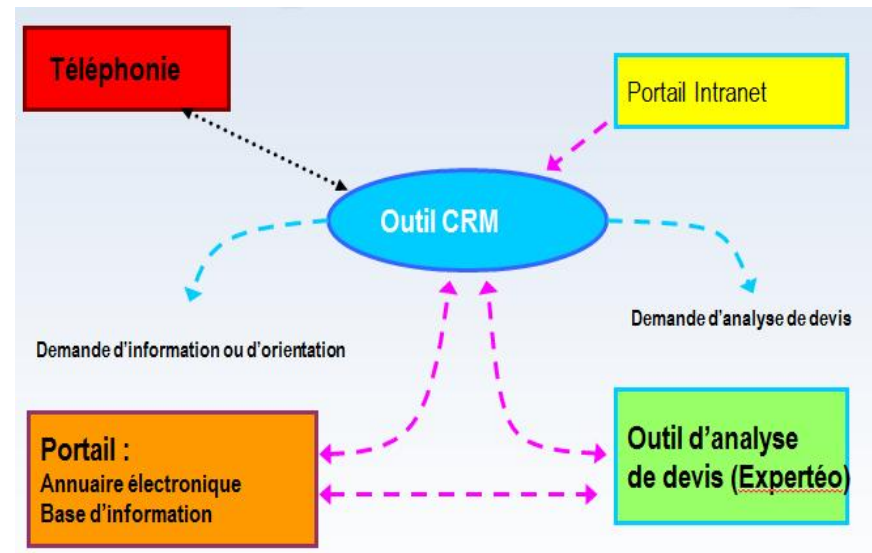 Téléphonie
Portail Intranet
Outil CRM
Demande d'analyse de devis
Demande d'information ou d'orientation
Portail :
Annuaire électronique
Base d'information
Outil d'analyse
de devis (Expertéo)